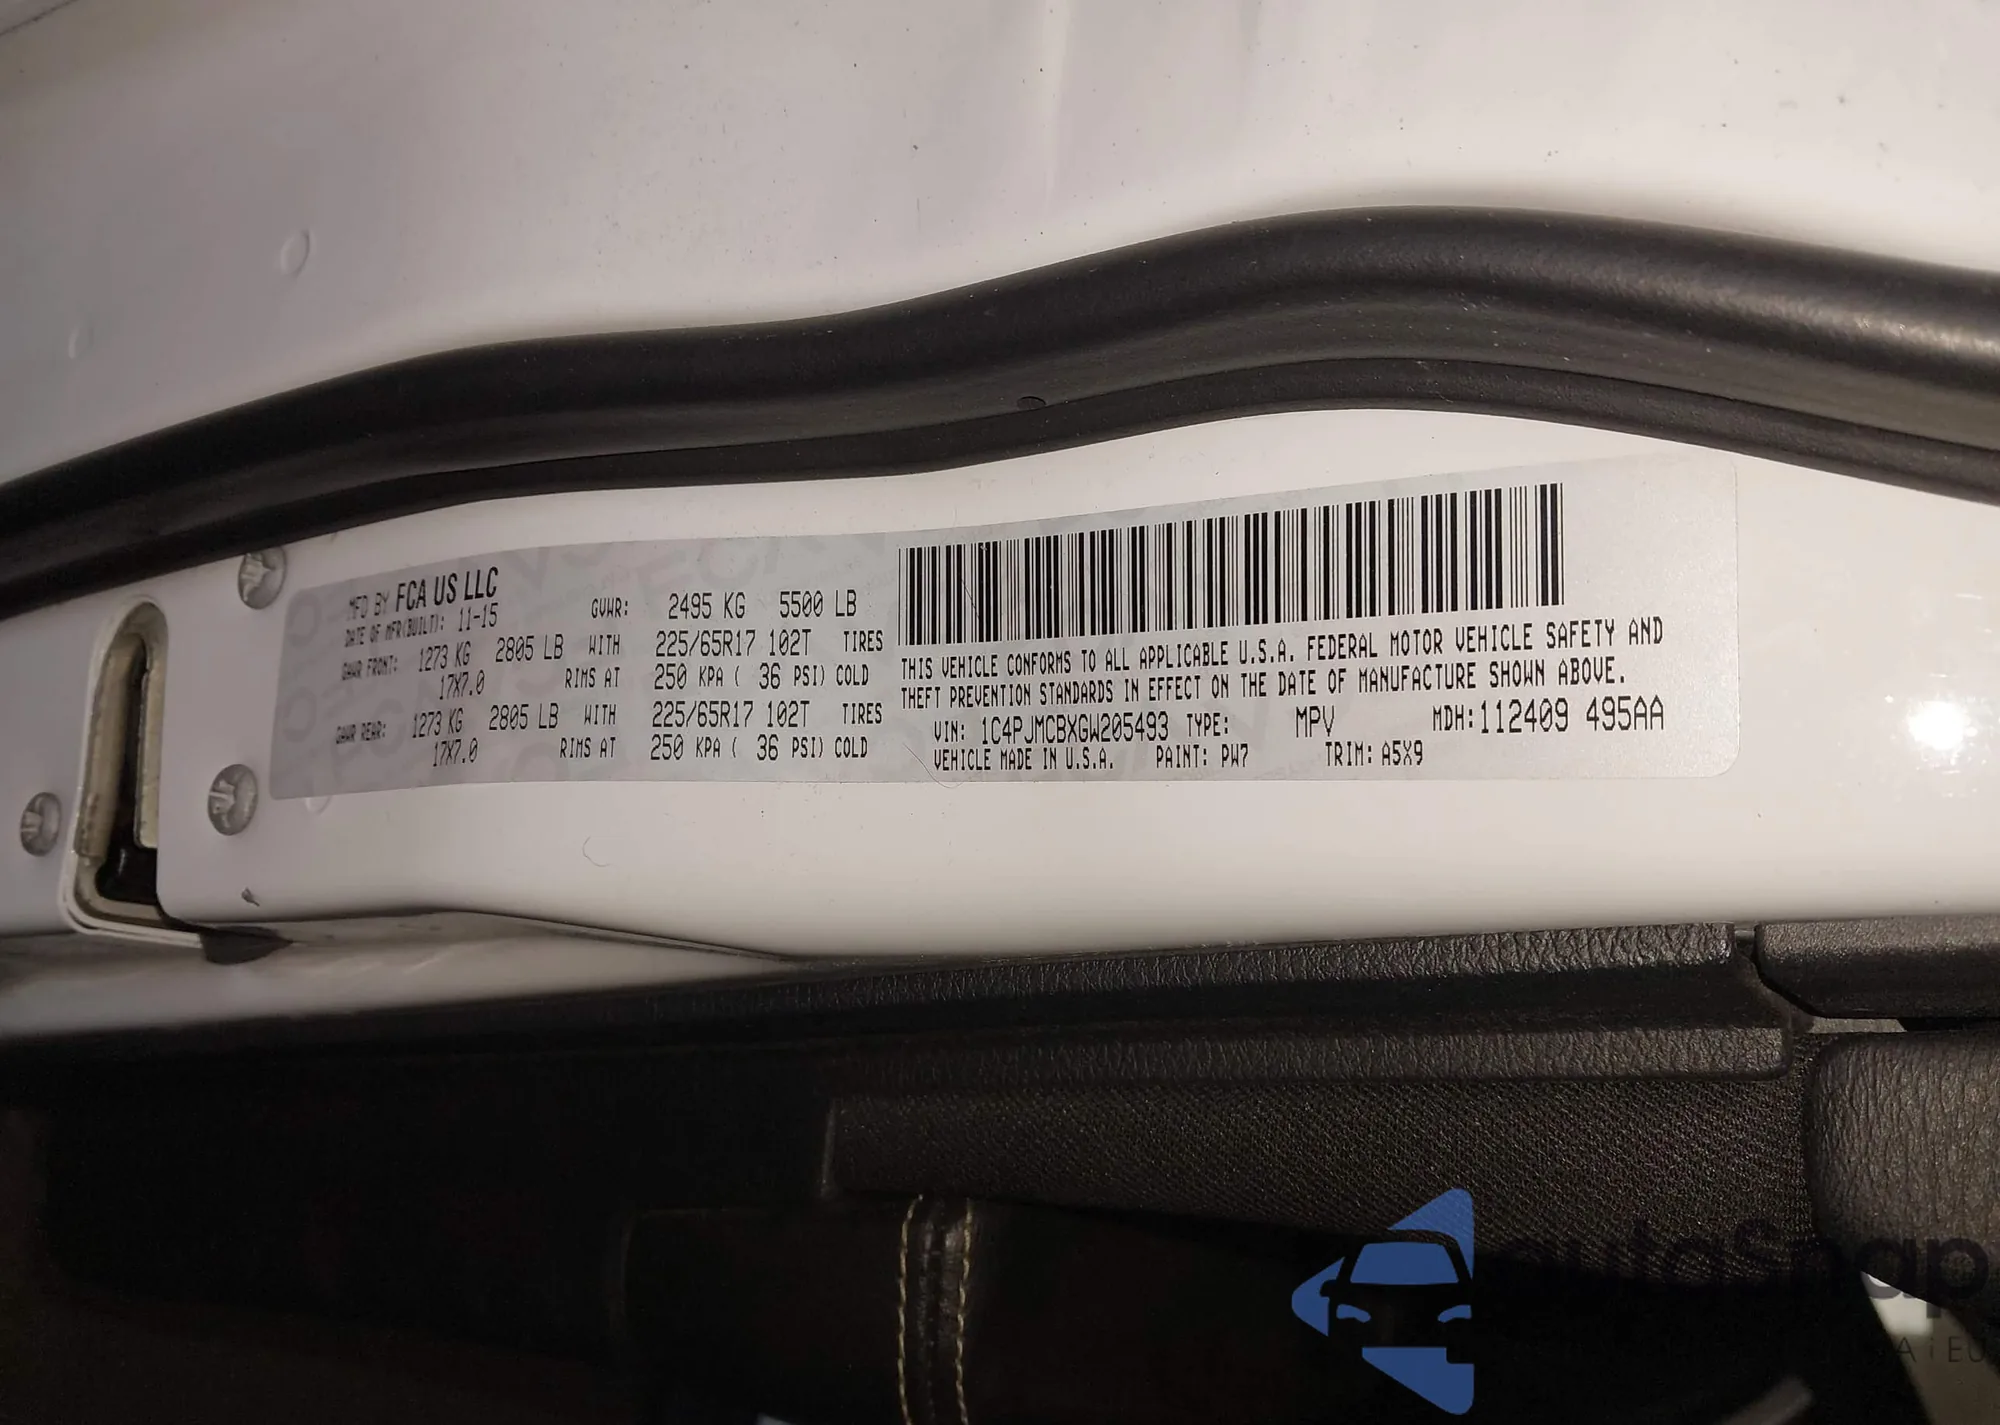 MFD BY FCA US LLC
DATE OF MFR(BUILT): 11-15 GVWR: 2495 KG 5500 LB
GAWR FRONT: 1273 KG 2805 LB WITH 225/65R17 102T TIRES
17X7.0 RIMS AT 250 KPA ( 36 PSI) COLD
GAWR REAR: 1273 KG 2805 LB WITH 225/65R17 102T TIRES
17X7.0 RIMS AT 250 KPA ( 36 PSI) COLD
THIS VEHICLE CONFORMS TO ALL APPLICABLE U.S.A. FEDERAL MOTOR VEHICLE SAFETY AND
THEFT PREVENTION STANDARDS IN EFFECT ON THE DATE OF MANUFACTURE SHOWN ABOVE.
VIN: 1C4PJMCBXGW205493 TYPE: MPV MDH:112409 495AA
VEHICLE MADE IN U.S.A. PAINT: PW7 TRIM: A5X9
autoSnap